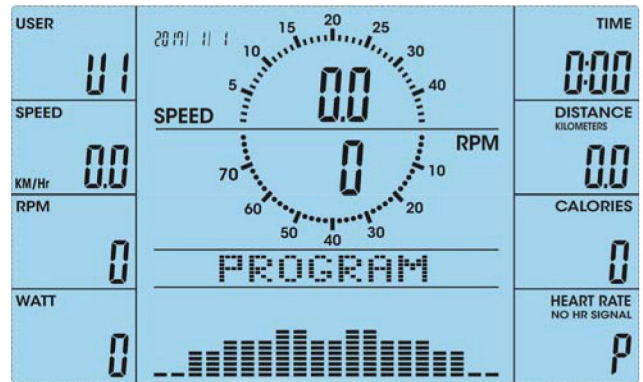 USER
U1
SPEED
KM/Hr 0.0
RPM
0
WATT
0
2017/ 1/ 1
5 10 15 20 25 30 40
SPEED 0.0
0 RPM
70 60 50 40 30 20 10
PROGRAM
TIME
0:00
DISTANCE
KILOMETERS
0.0
CALORIES
0
HEART RATE
NO HR SIGNAL
P